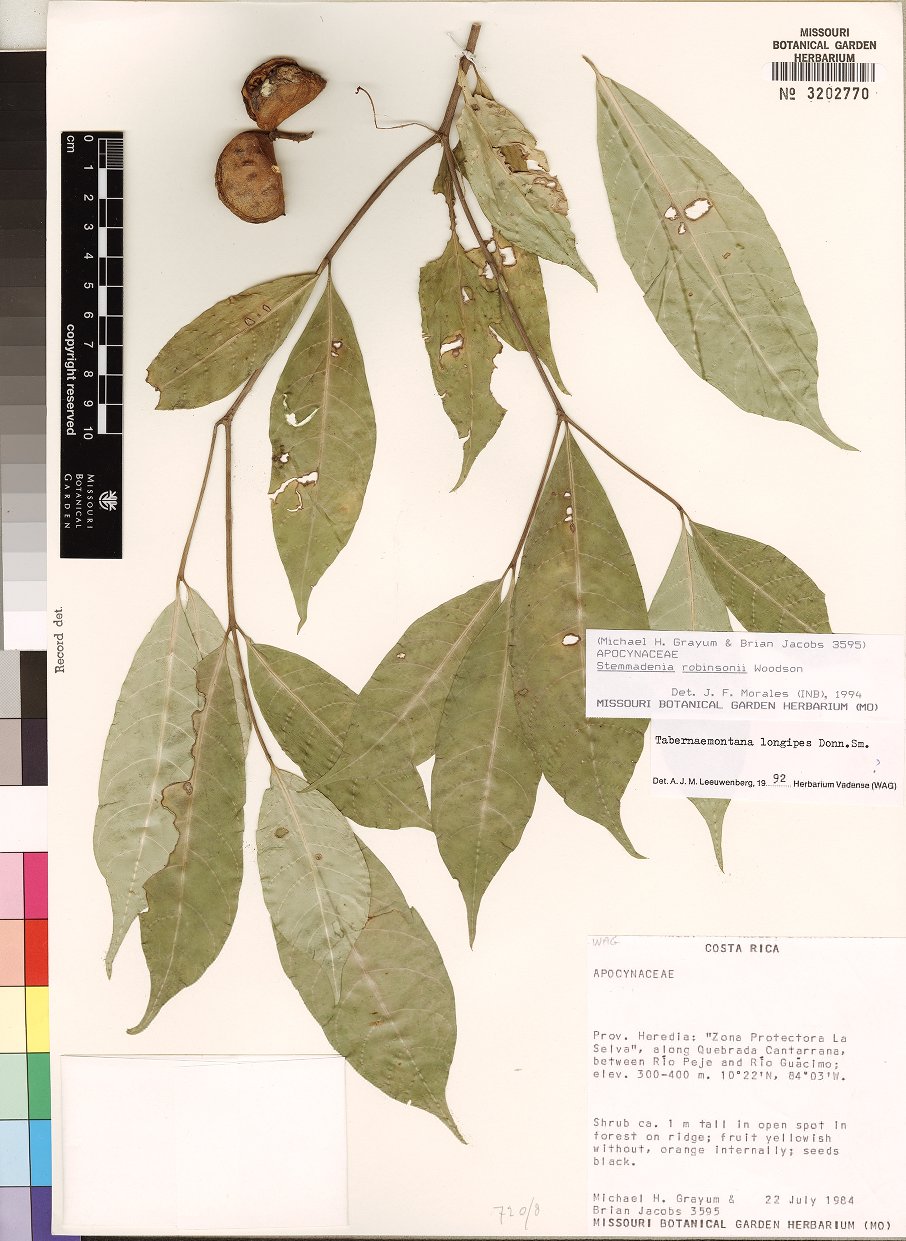 MISSOURI
BOTANICAL GARDEN
HERBARIUM
Nº 3202770
cm
0
1
2
3
4
5
6
7
8
9
10
copyright reserved
MISSOURI
BOTANICAL
GARDEN
Record det.
(Michael H. Grayum & Brian Jacobs 3595)
APOCYNACEAE
Stemmadenia robinsonii Woodson
Det. J. F. Morales (INB), 1994
MISSOURI BOTANICAL GARDEN HERBARIUM (MO)
Tabernaemontana longipes Donn.Sm.
?
Det. A. J. M. Leeuwenberg, 1992 Herbarium Vadense (WAG)
WAG
COSTA RICA
APOCYNACEAE
Prov. Heredia: "Zona Protectora La
Selva", along Quebrada Cantarrana,
between Río Peje and Río Guácimo;
elev. 300-400 m. 10°22'N, 84°03'W.
Shrub ca. 1 m tall in open spot in
forest on ridge; fruit yellowish
without, orange internally; seeds
black.
Michael H. Grayum & 22 July 1984
Brian Jacobs 3595
MISSOURI BOTANICAL GARDEN HERBARIUM (MO)
720/8